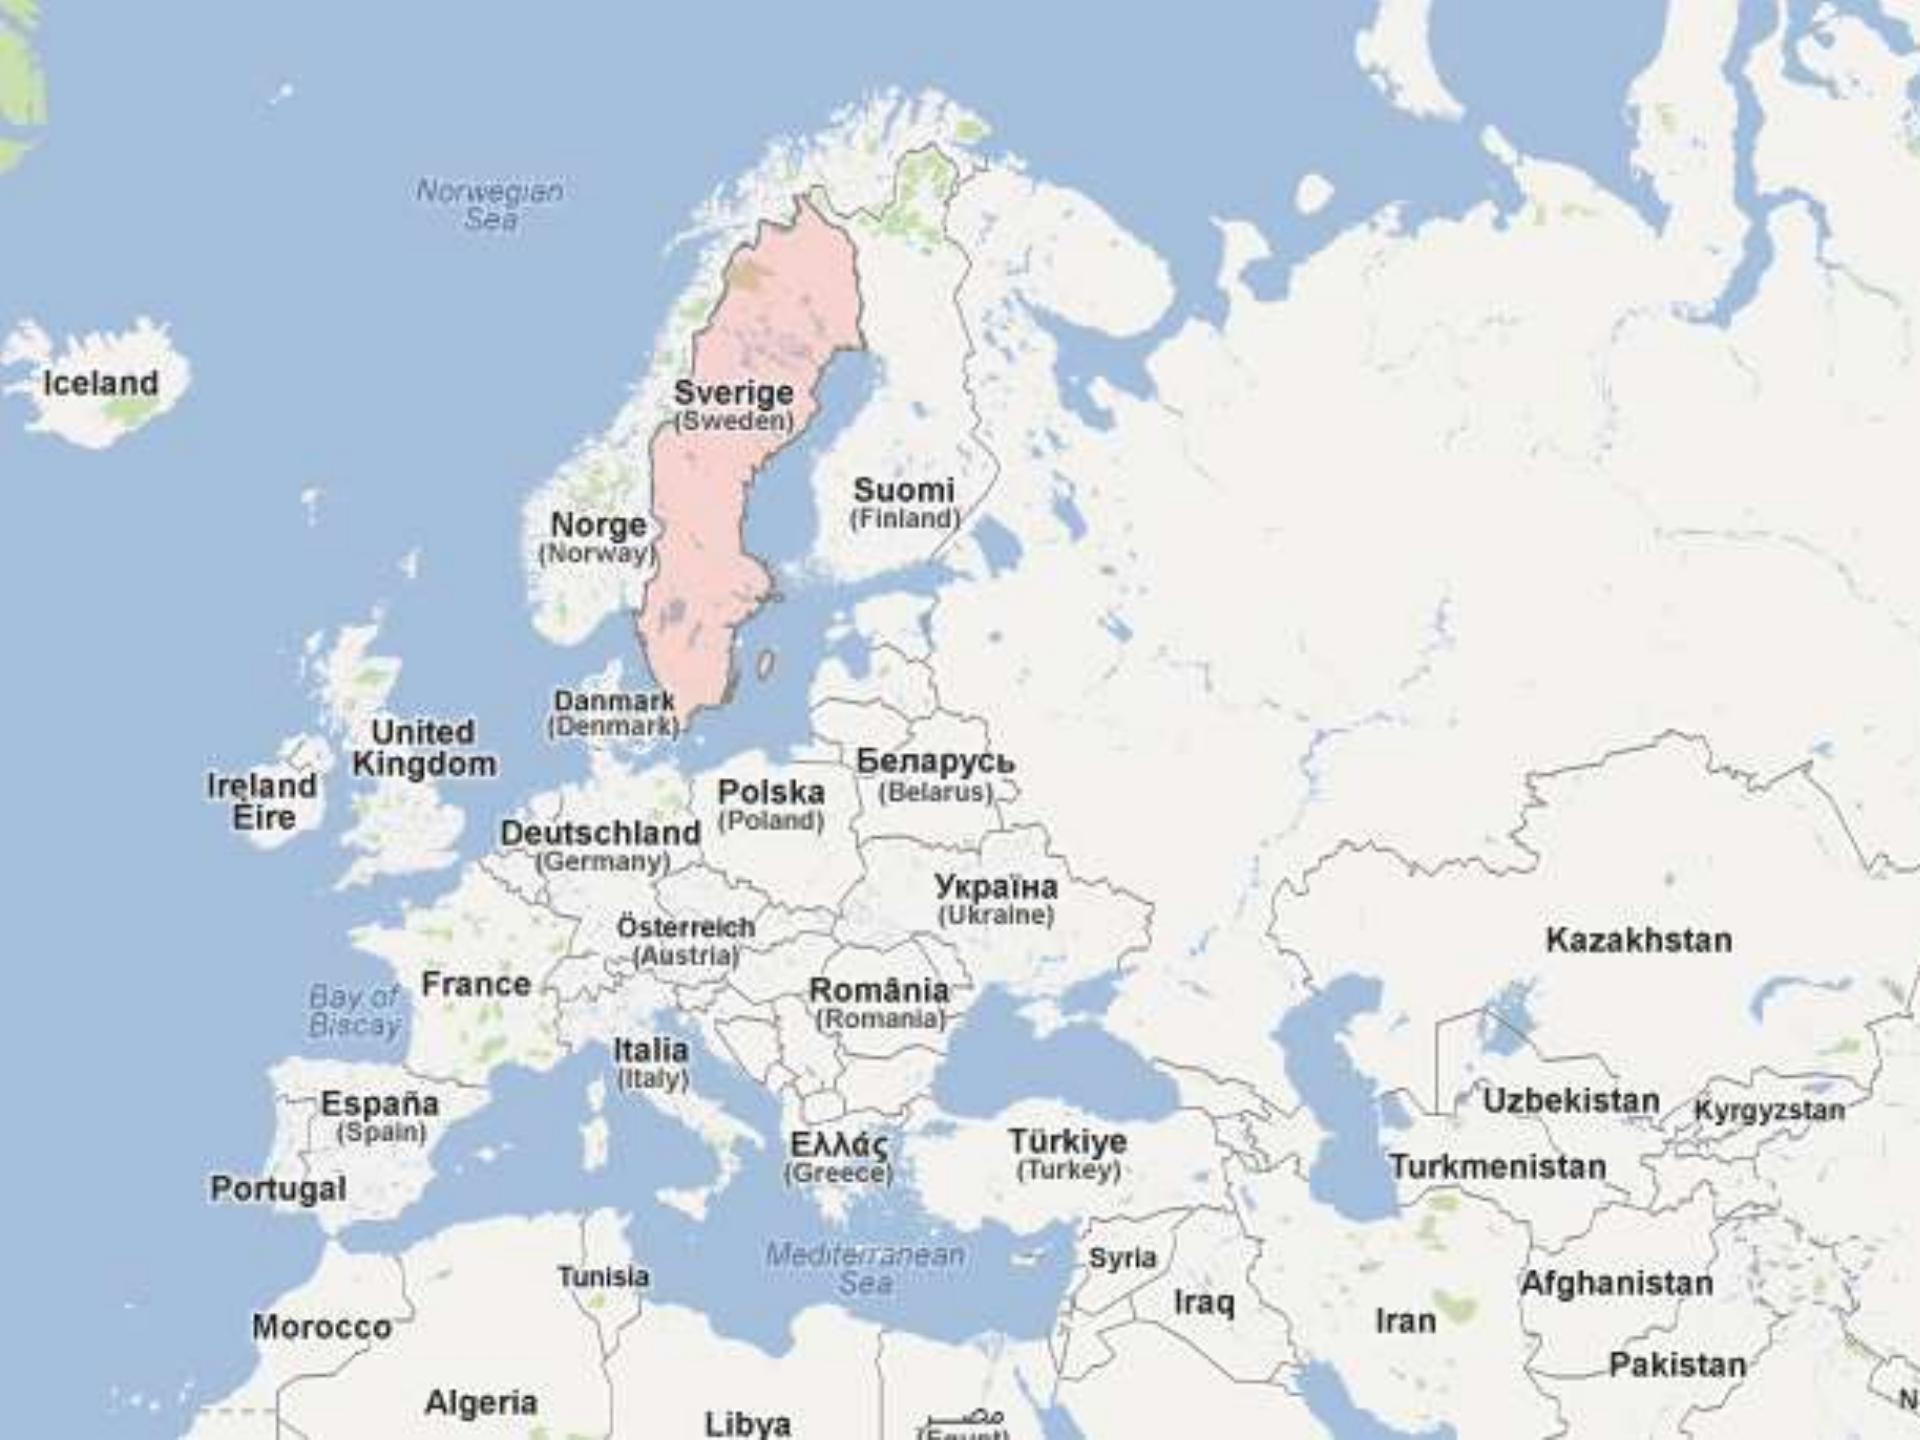 Norwegian
Sea
Iceland
Sverige
(Sweden)
Suomi
(Finland)
Norge
(Norway)
Danmark
(Denmark)
United
Kingdom
Ireland
Éire
Беларусь
(Belarus)
Polska
(Poland)
Deutschland
(Germany)
Україна
(Ukraine)
Österreich
(Austria)
Kazakhstan
France
Bay of
Biscay
România
(Romania)
Italia
(Italy)
España
(Spain)
Uzbekistan
Kyrgyzstan
Ελλάς
(Greece)
Türkiye
(Turkey)
Turkmenistan
Portugal
Mediterranean
Sea
Syria
Tunisia
Afghanistan
Iraq
Iran
Morocco
Pakistan
Algeria
Libya
مصر
(Egypt)
N